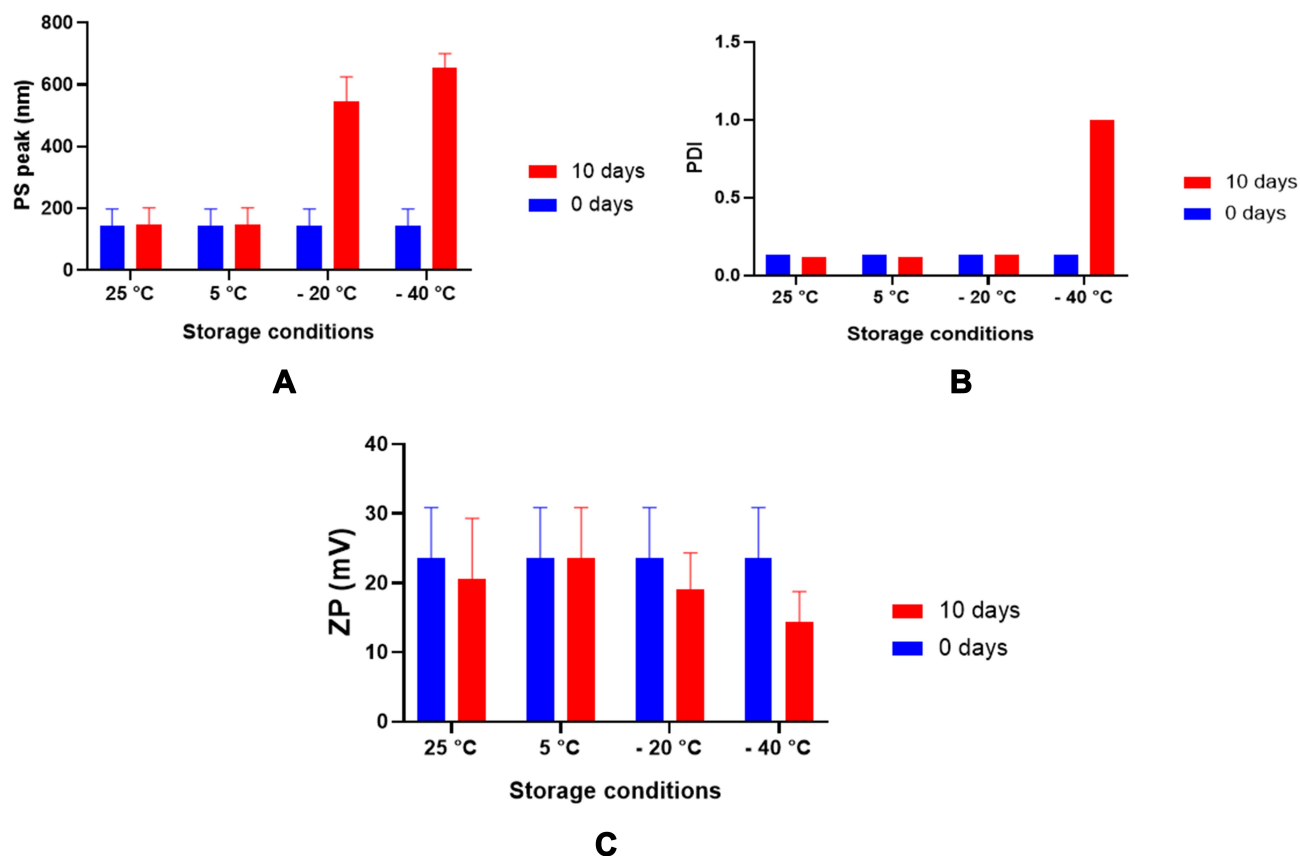 PS peak (nm)
800
600
400
200
0
25 °C 5 °C - 20 °C - 40 °C
Storage conditions
10 days
0 days
A
PDI
1.5
1.0
0.5
0.0
25 °C 5 °C - 20 °C - 40 °C
Storage conditions
10 days
0 days
B
ZP (mV)
40
30
20
10
0
25 °C 5 °C - 20 °C - 40 °C
Storage conditions
10 days
0 days
C